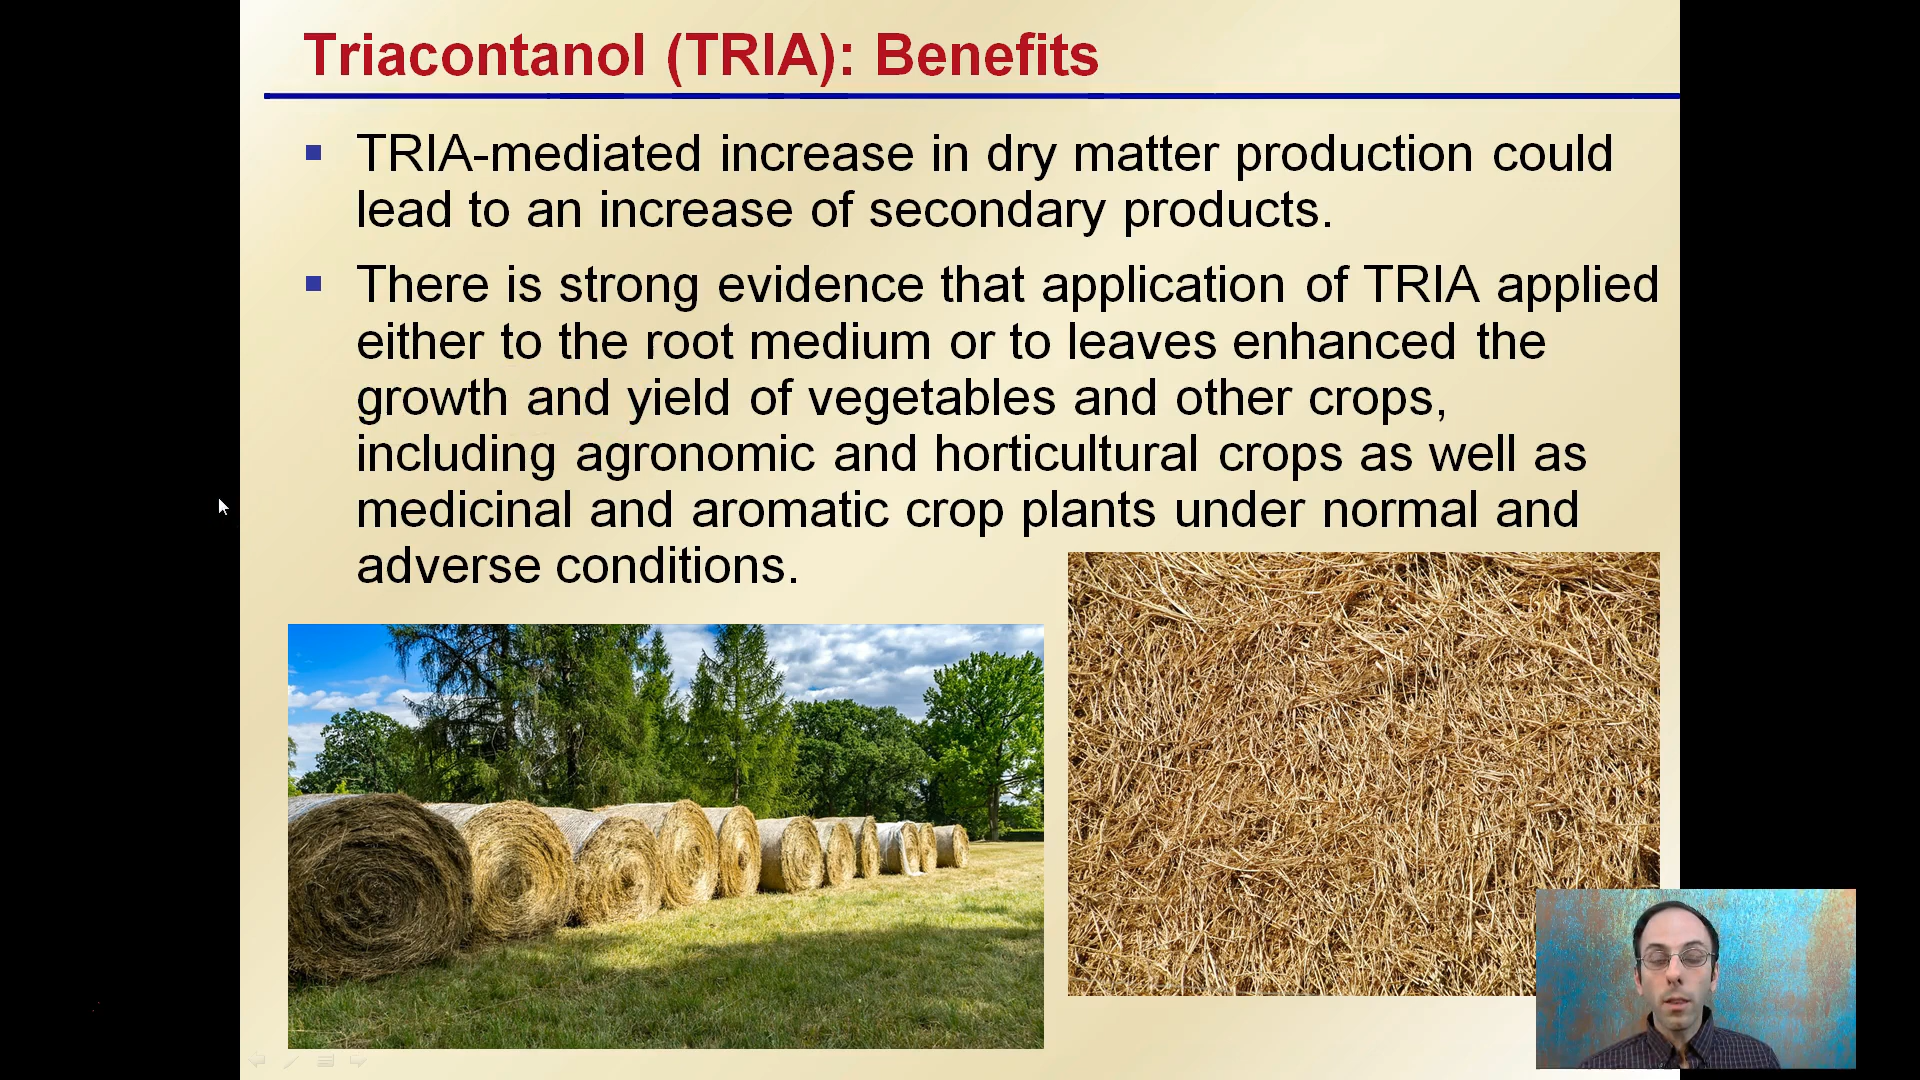 Triacontanol (TRIA): Benefits
TRIA-mediated increase in dry matter production could
lead to an increase of secondary products.
There is strong evidence that application of TRIA applied
either to the root medium or to leaves enhanced the
growth and yield of vegetables and other crops,
including agronomic and horticultural crops as well as
medicinal and aromatic crop plants under normal and
adverse conditions.